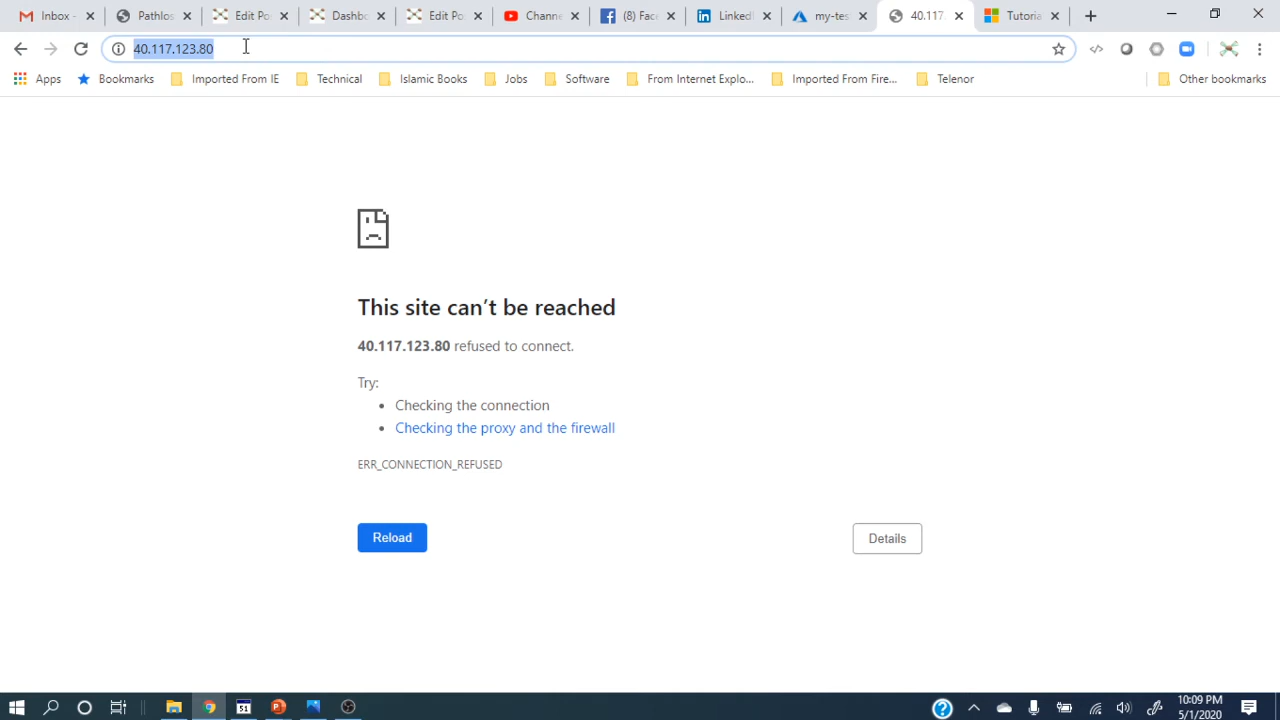 Inbox -
Pathlos
Edit Po
Dashbo
Edit Po
Channe
(8) Fac
LinkedI
my-tes
40.117.
Tutoria
40.117.123.80
Apps
Bookmarks
Imported From IE
Technical
Islamic Books
Jobs
Software
From Internet Explo...
Imported From Fire...
Telenor
Other bookmarks
This site can't be reached
40.117.123.80 refused to connect.
Try:
• Checking the connection
• Checking the proxy and the firewall
ERR_CONNECTION_REFUSED
Reload
Details
10:09 PM
5/1/2020